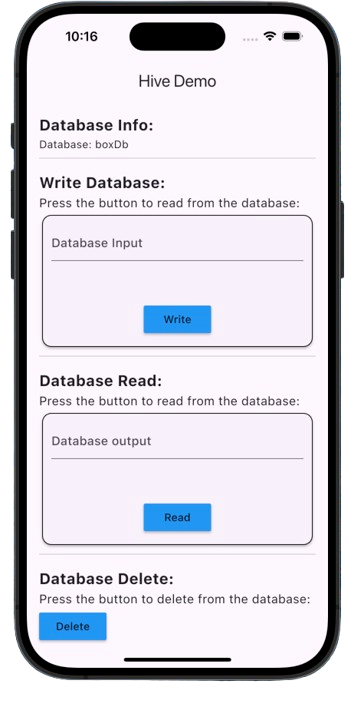 10:16
Hive Demo
Database Info:
Database: boxDb
Write Database:
Press the button to read from the database:
Database Input
Write
Database Read:
Press the button to read from the database:
Database output
Read
Database Delete:
Press the button to delete from the database:
Delete